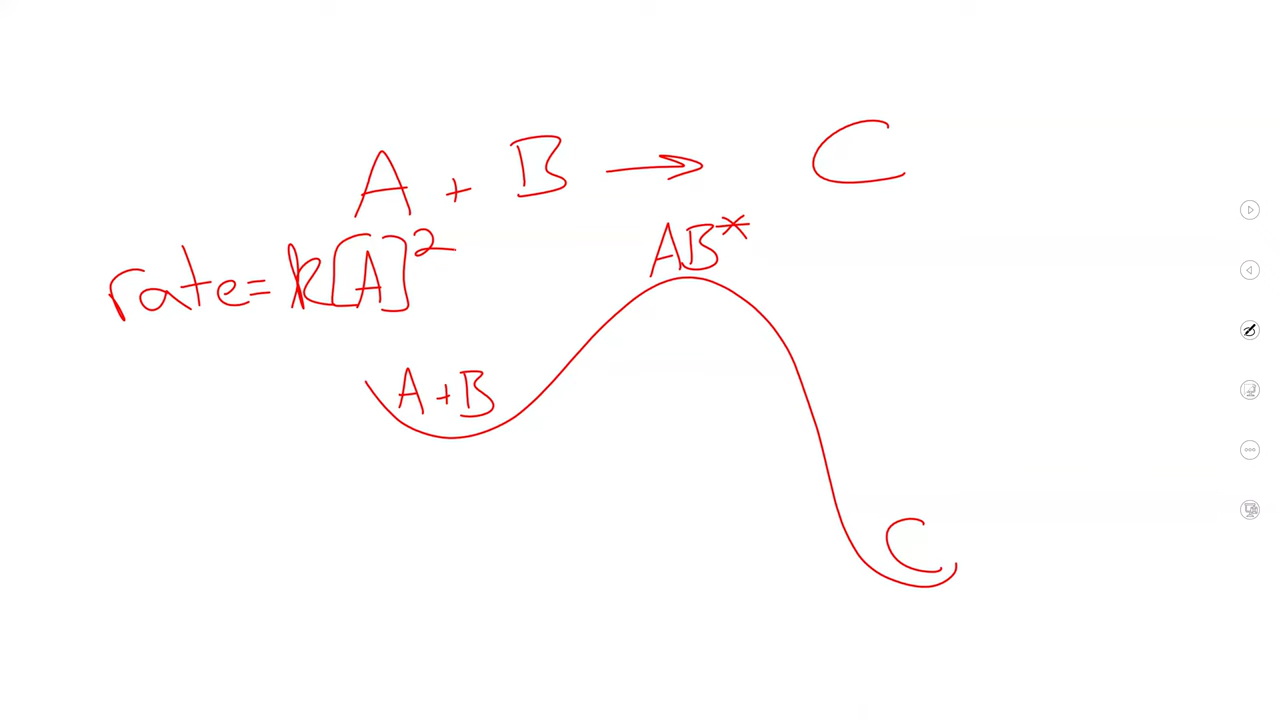 A + B → C
rate = k[A]²
AB*
A + B
C